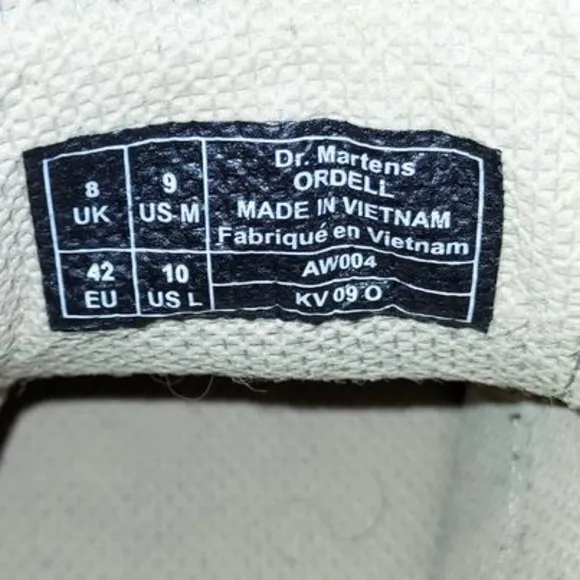 8
UK
9
US M
42
EU
10
US L
Dr. Martens
ORDELL
MADE IN VIETNAM
Fabriqué en Vietnam
AW004
KV 09 O